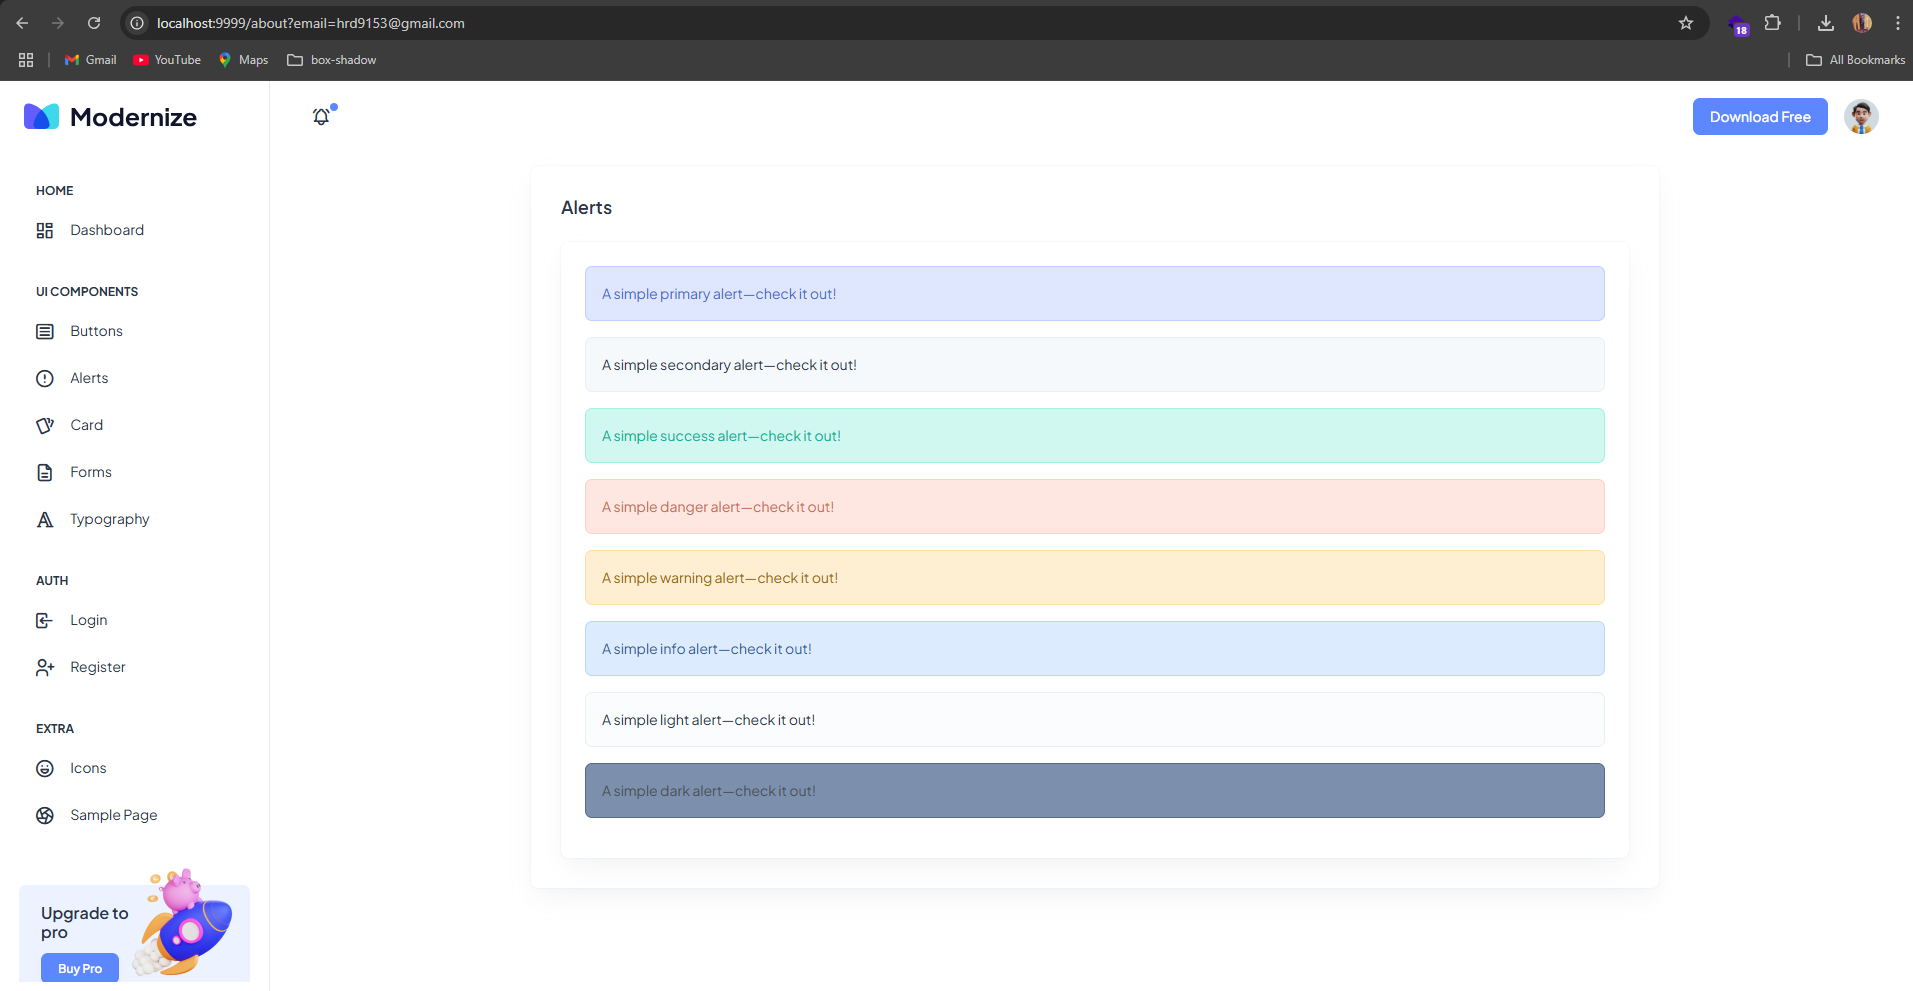 localhost:9999/about?email=hrd9153@gmail.com
18
Gmail
YouTube
Maps
box-shadow
All Bookmarks
Modernize
Download Free
HOME
Dashboard
UI COMPONENTS
Buttons
Alerts
Card
Forms
Typography
AUTH
Login
Register
EXTRA
Icons
Sample Page
Upgrade to
pro
Buy Pro
Alerts
A simple primary alert—check it out!
A simple secondary alert—check it out!
A simple success alert—check it out!
A simple danger alert—check it out!
A simple warning alert—check it out!
A simple info alert—check it out!
A simple light alert—check it out!
A simple dark alert—check it out!